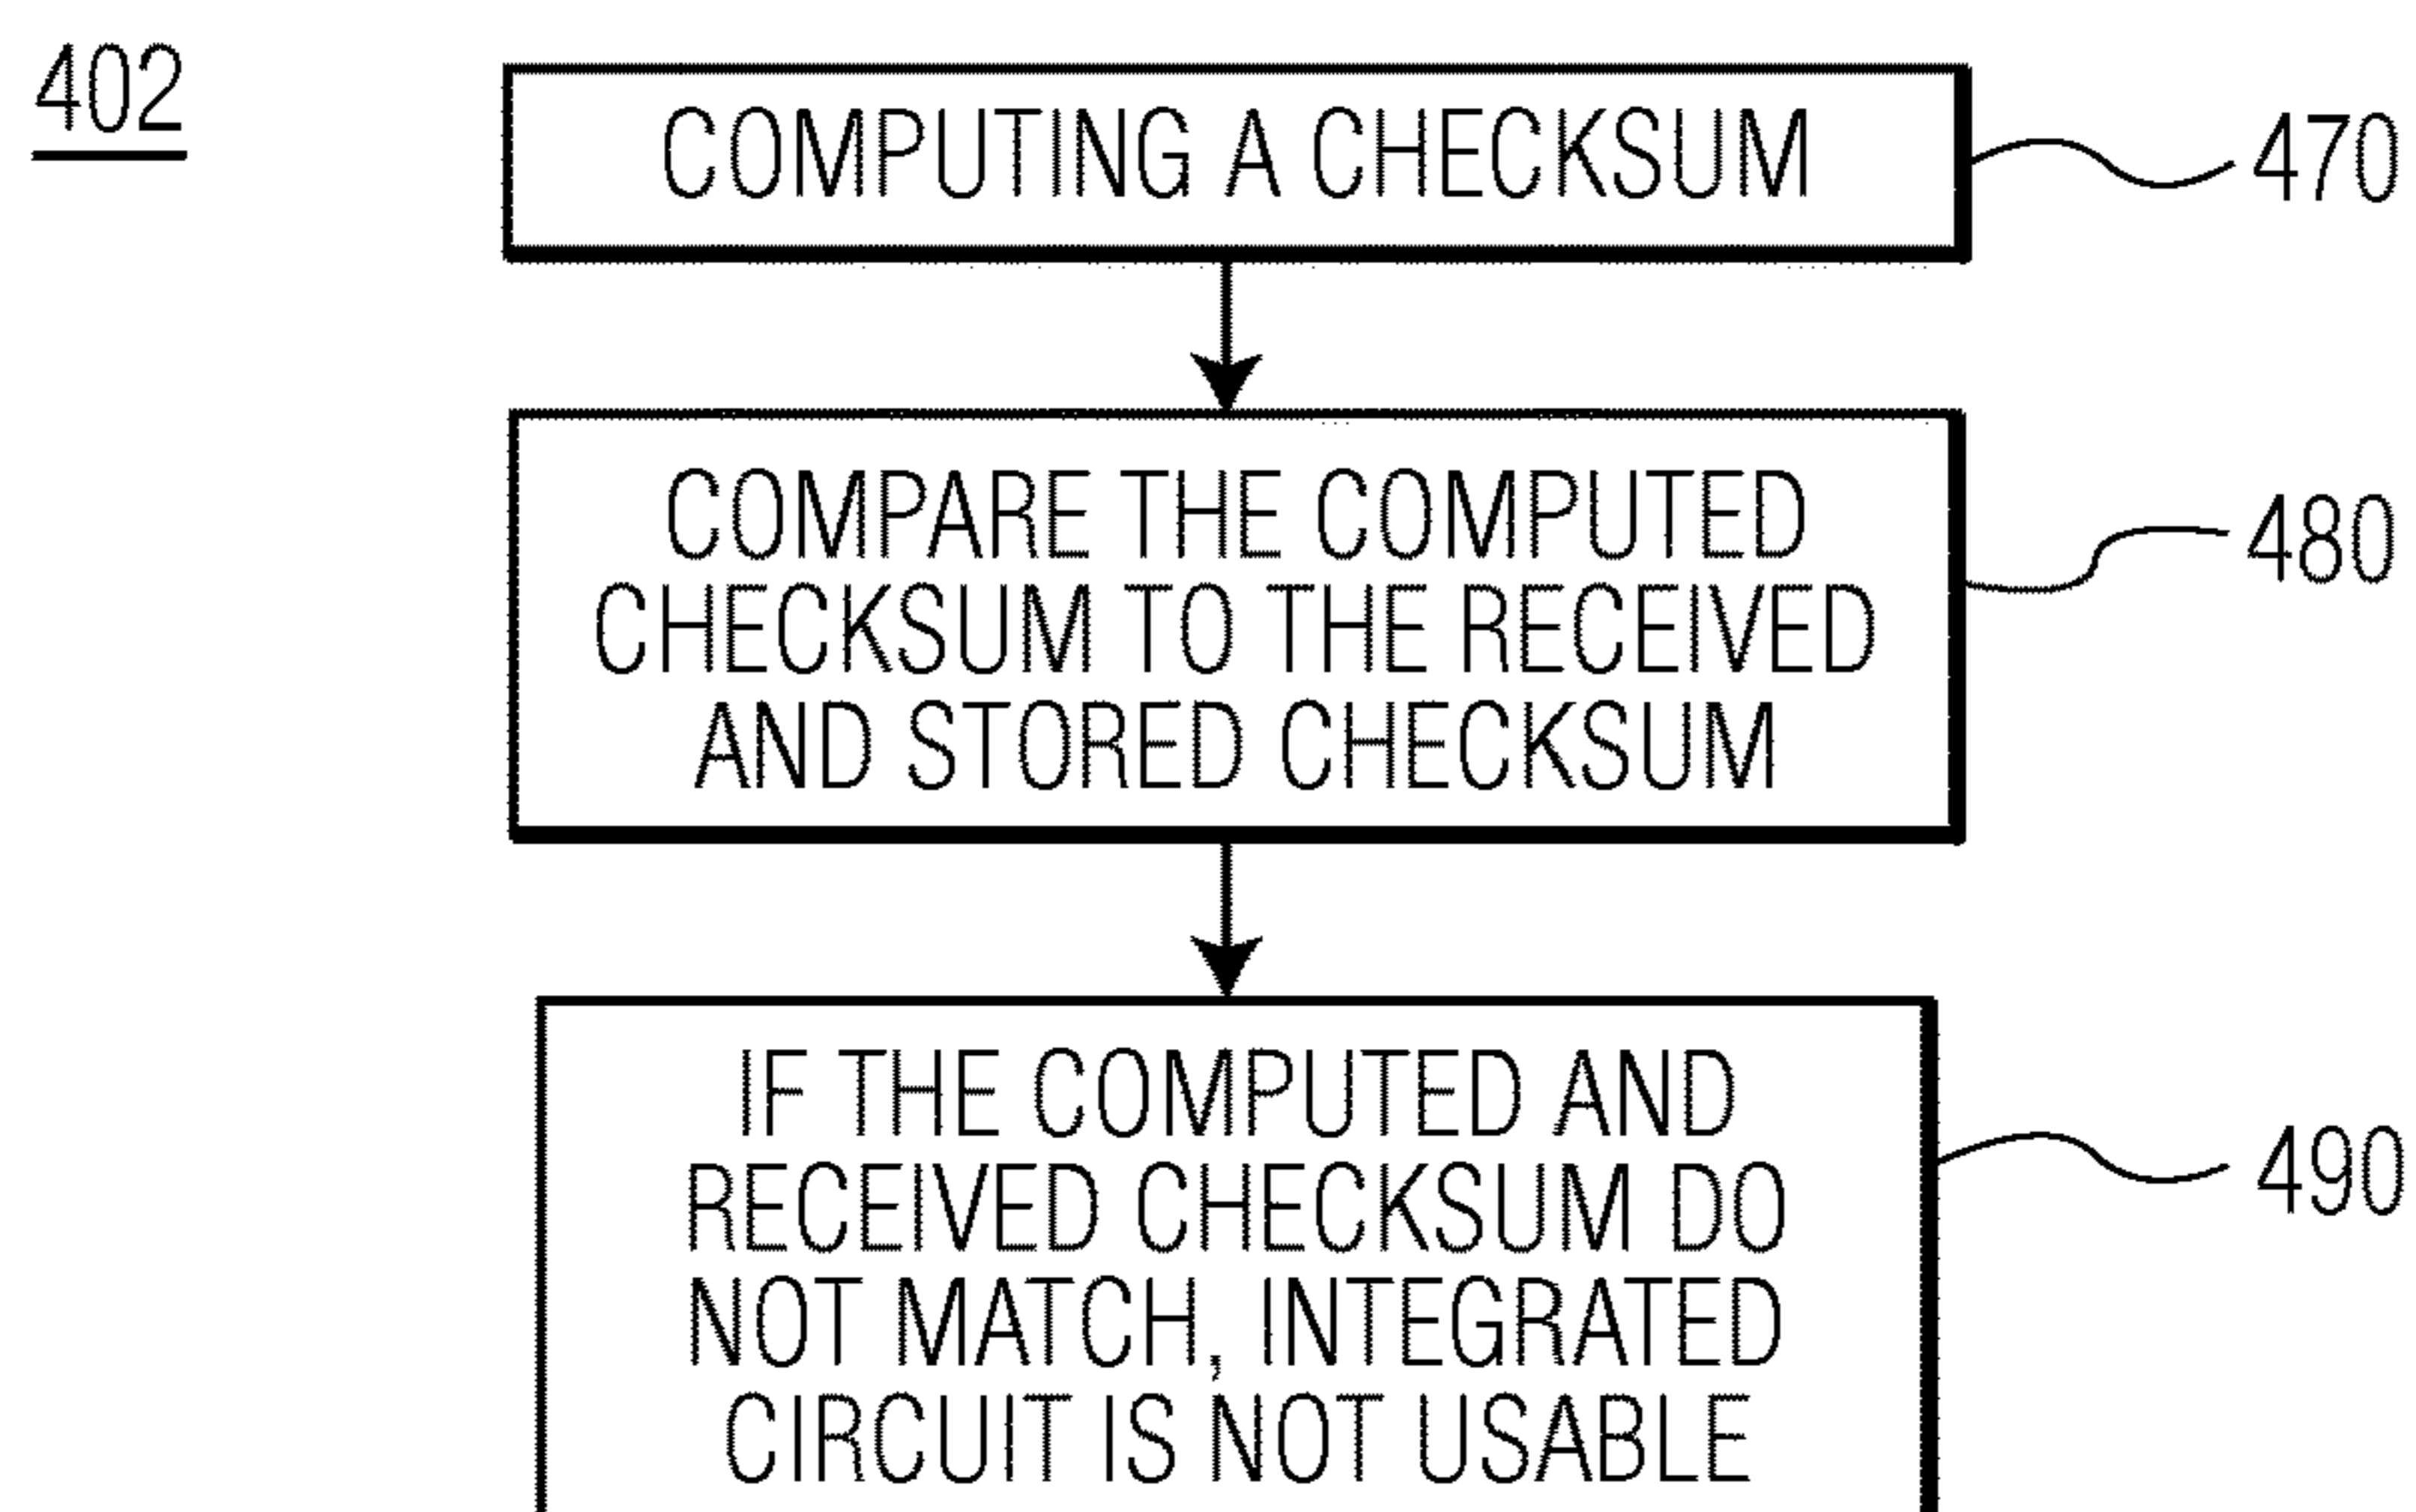 402
COMPUTING A CHECKSUM
470
COMPARE THE COMPUTED
CHECKSUM TO THE RECEIVED
AND STORED CHECKSUM
480
IF THE COMPUTED AND
RECEIVED CHECKSUM DO
NOT MATCH, INTEGRATED
CIRCUIT IS NOT USABLE
490